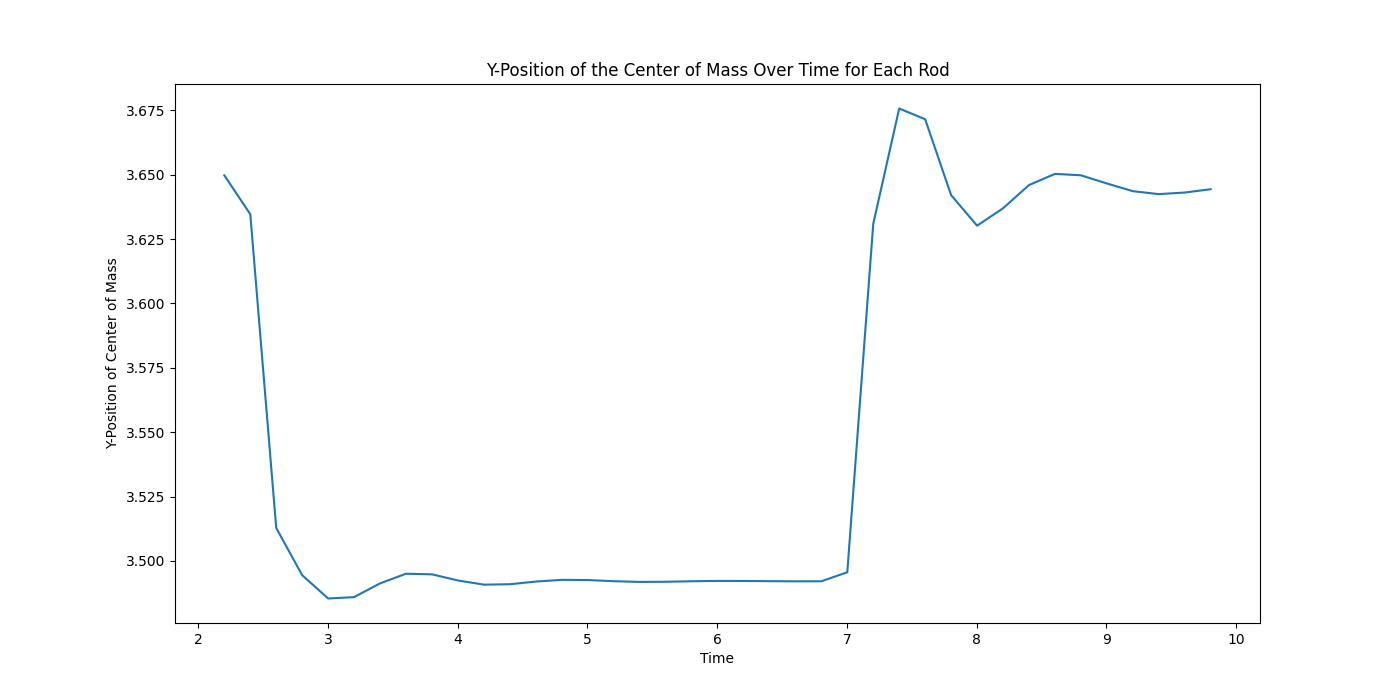 Y-Position of the Center of Mass Over Time for Each Rod
Y-Position of Center of Mass
3.675
3.650
3.625
3.600
3.575
3.550
3.525
3.500
2 3 4 5 6 7 8 9 10
Time